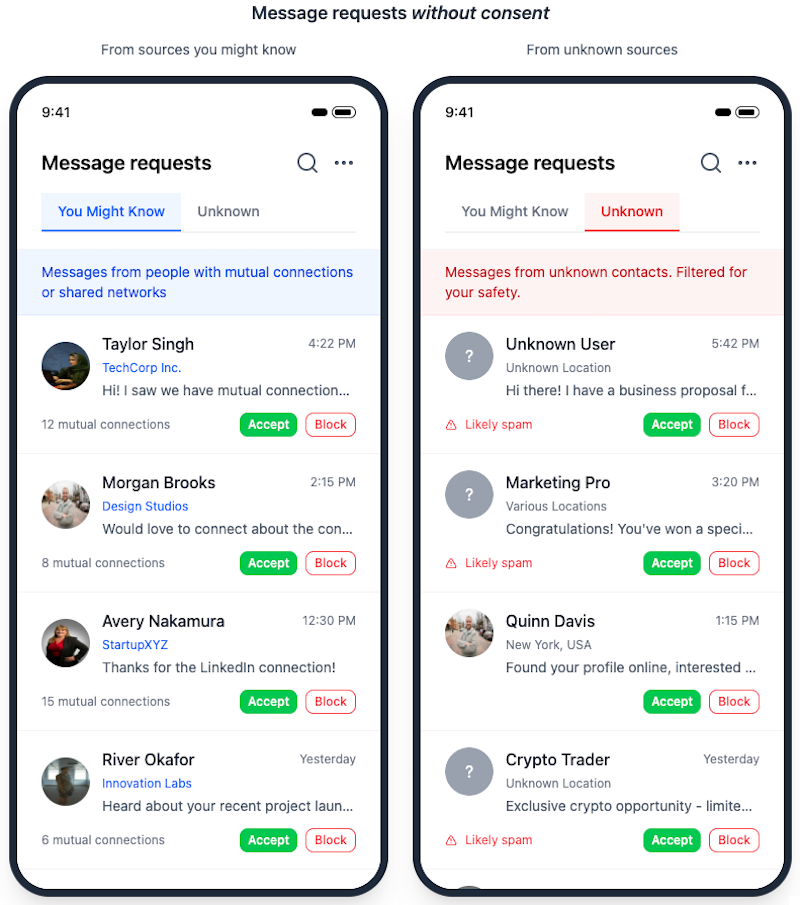 Message requests without consent
From sources you might know
9:41
Message requests
You Might Know
Unknown
Messages from people with mutual connections
or shared networks
Taylor Singh
4:22 PM
TechCorp Inc.
Hi! I saw we have mutual connection...
12 mutual connections
Accept
Block
Morgan Brooks
2:15 PM
Design Studios
Would love to connect about the con...
8 mutual connections
Accept
Block
Avery Nakamura
12:30 PM
StartupXYZ
Thanks for the LinkedIn connection!
15 mutual connections
Accept
Block
River Okafor
Yesterday
Innovation Labs
Heard about your recent project laun...
6 mutual connections
Accept
Block
From unknown sources
9:41
Message requests
You Might Know
Unknown
Messages from unknown contacts. Filtered for
your safety.
?
Unknown User
5:42 PM
Unknown Location
Hi there! I have a business proposal f...
Likely spam
Accept
Block
?
Marketing Pro
3:20 PM
Various Locations
Congratulations! You've won a speci...
Likely spam
Accept
Block
Quinn Davis
1:15 PM
New York, USA
Found your profile online, interested ...
Accept
Block
?
Crypto Trader
Yesterday
Unknown Location
Exclusive crypto opportunity - limite...
Likely spam
Accept
Block